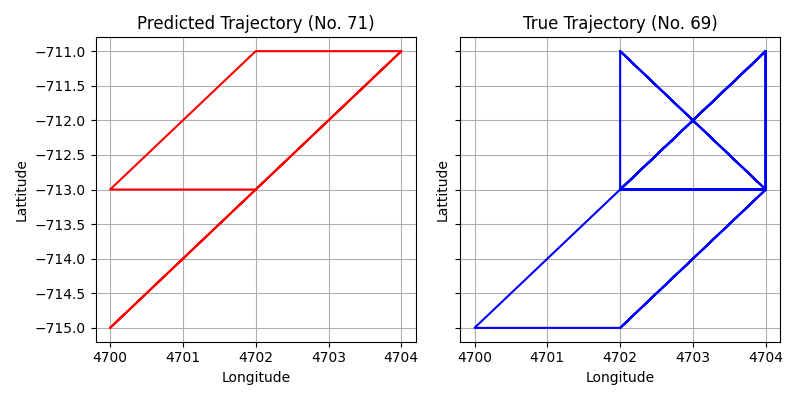 Predicted Trajectory (No. 71)
True Trajectory (No. 69)
−711.0
−711.5
−712.0
−712.5
−713.0
−713.5
−714.0
−714.5
−715.0
Lattitude
Lattitude
4700 4701 4702 4703 4704
4700 4701 4702 4703 4704
Longitude
Longitude